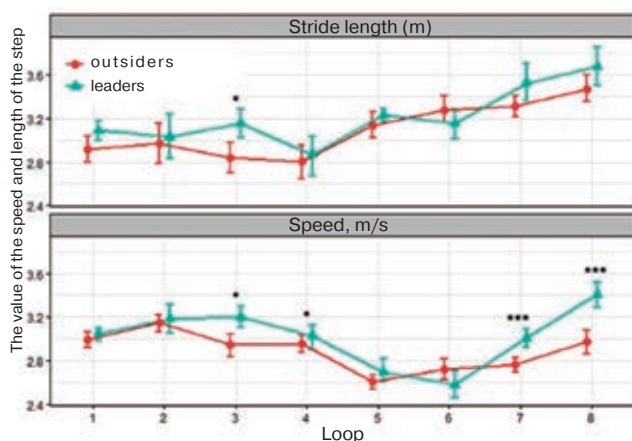 Stride length (m)
outsiders
leaders
3.6
3.2
2.8
2.4
The value of the speed and length of the step
Speed, m/s
3.6
3.2
2.8
2.4
1 2 3 4 5 6 7 8
Loop